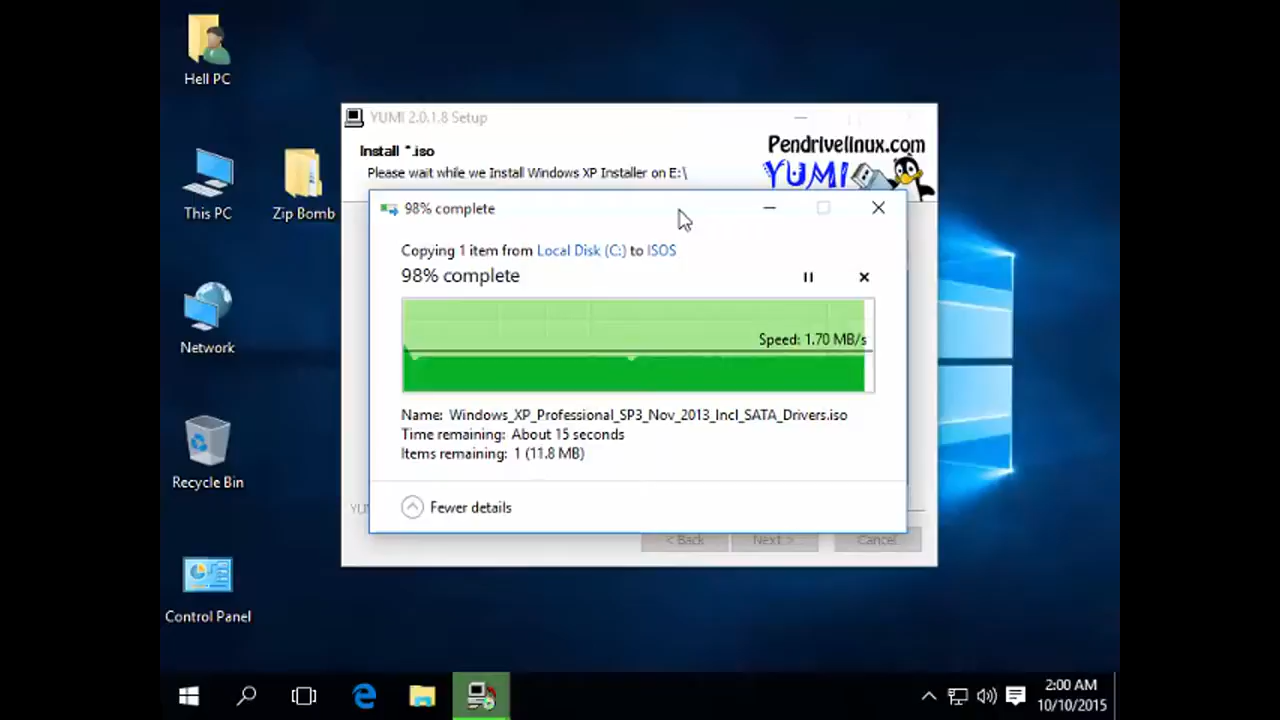 Hell PC
This PC
Zip Bomb
Network
Recycle Bin
Control Panel
YUMI 2.0.1.8 Setup
Install *.iso
Please wait while we Install Windows XP Installer on E:\
Pendrivelinux.com
YUMI
98% complete
Copying 1 item from Local Disk (C:) to ISOS
98% complete
Speed: 1.70 MB/s
Name: Windows_XP_Professional_SP3_Nov_2013_Incl_SATA_Drivers.iso
Time remaining: About 15 seconds
Items remaining: 1 (11.8 MB)
Fewer details
< Back
Next >
Cancel
2:00 AM
10/10/2015